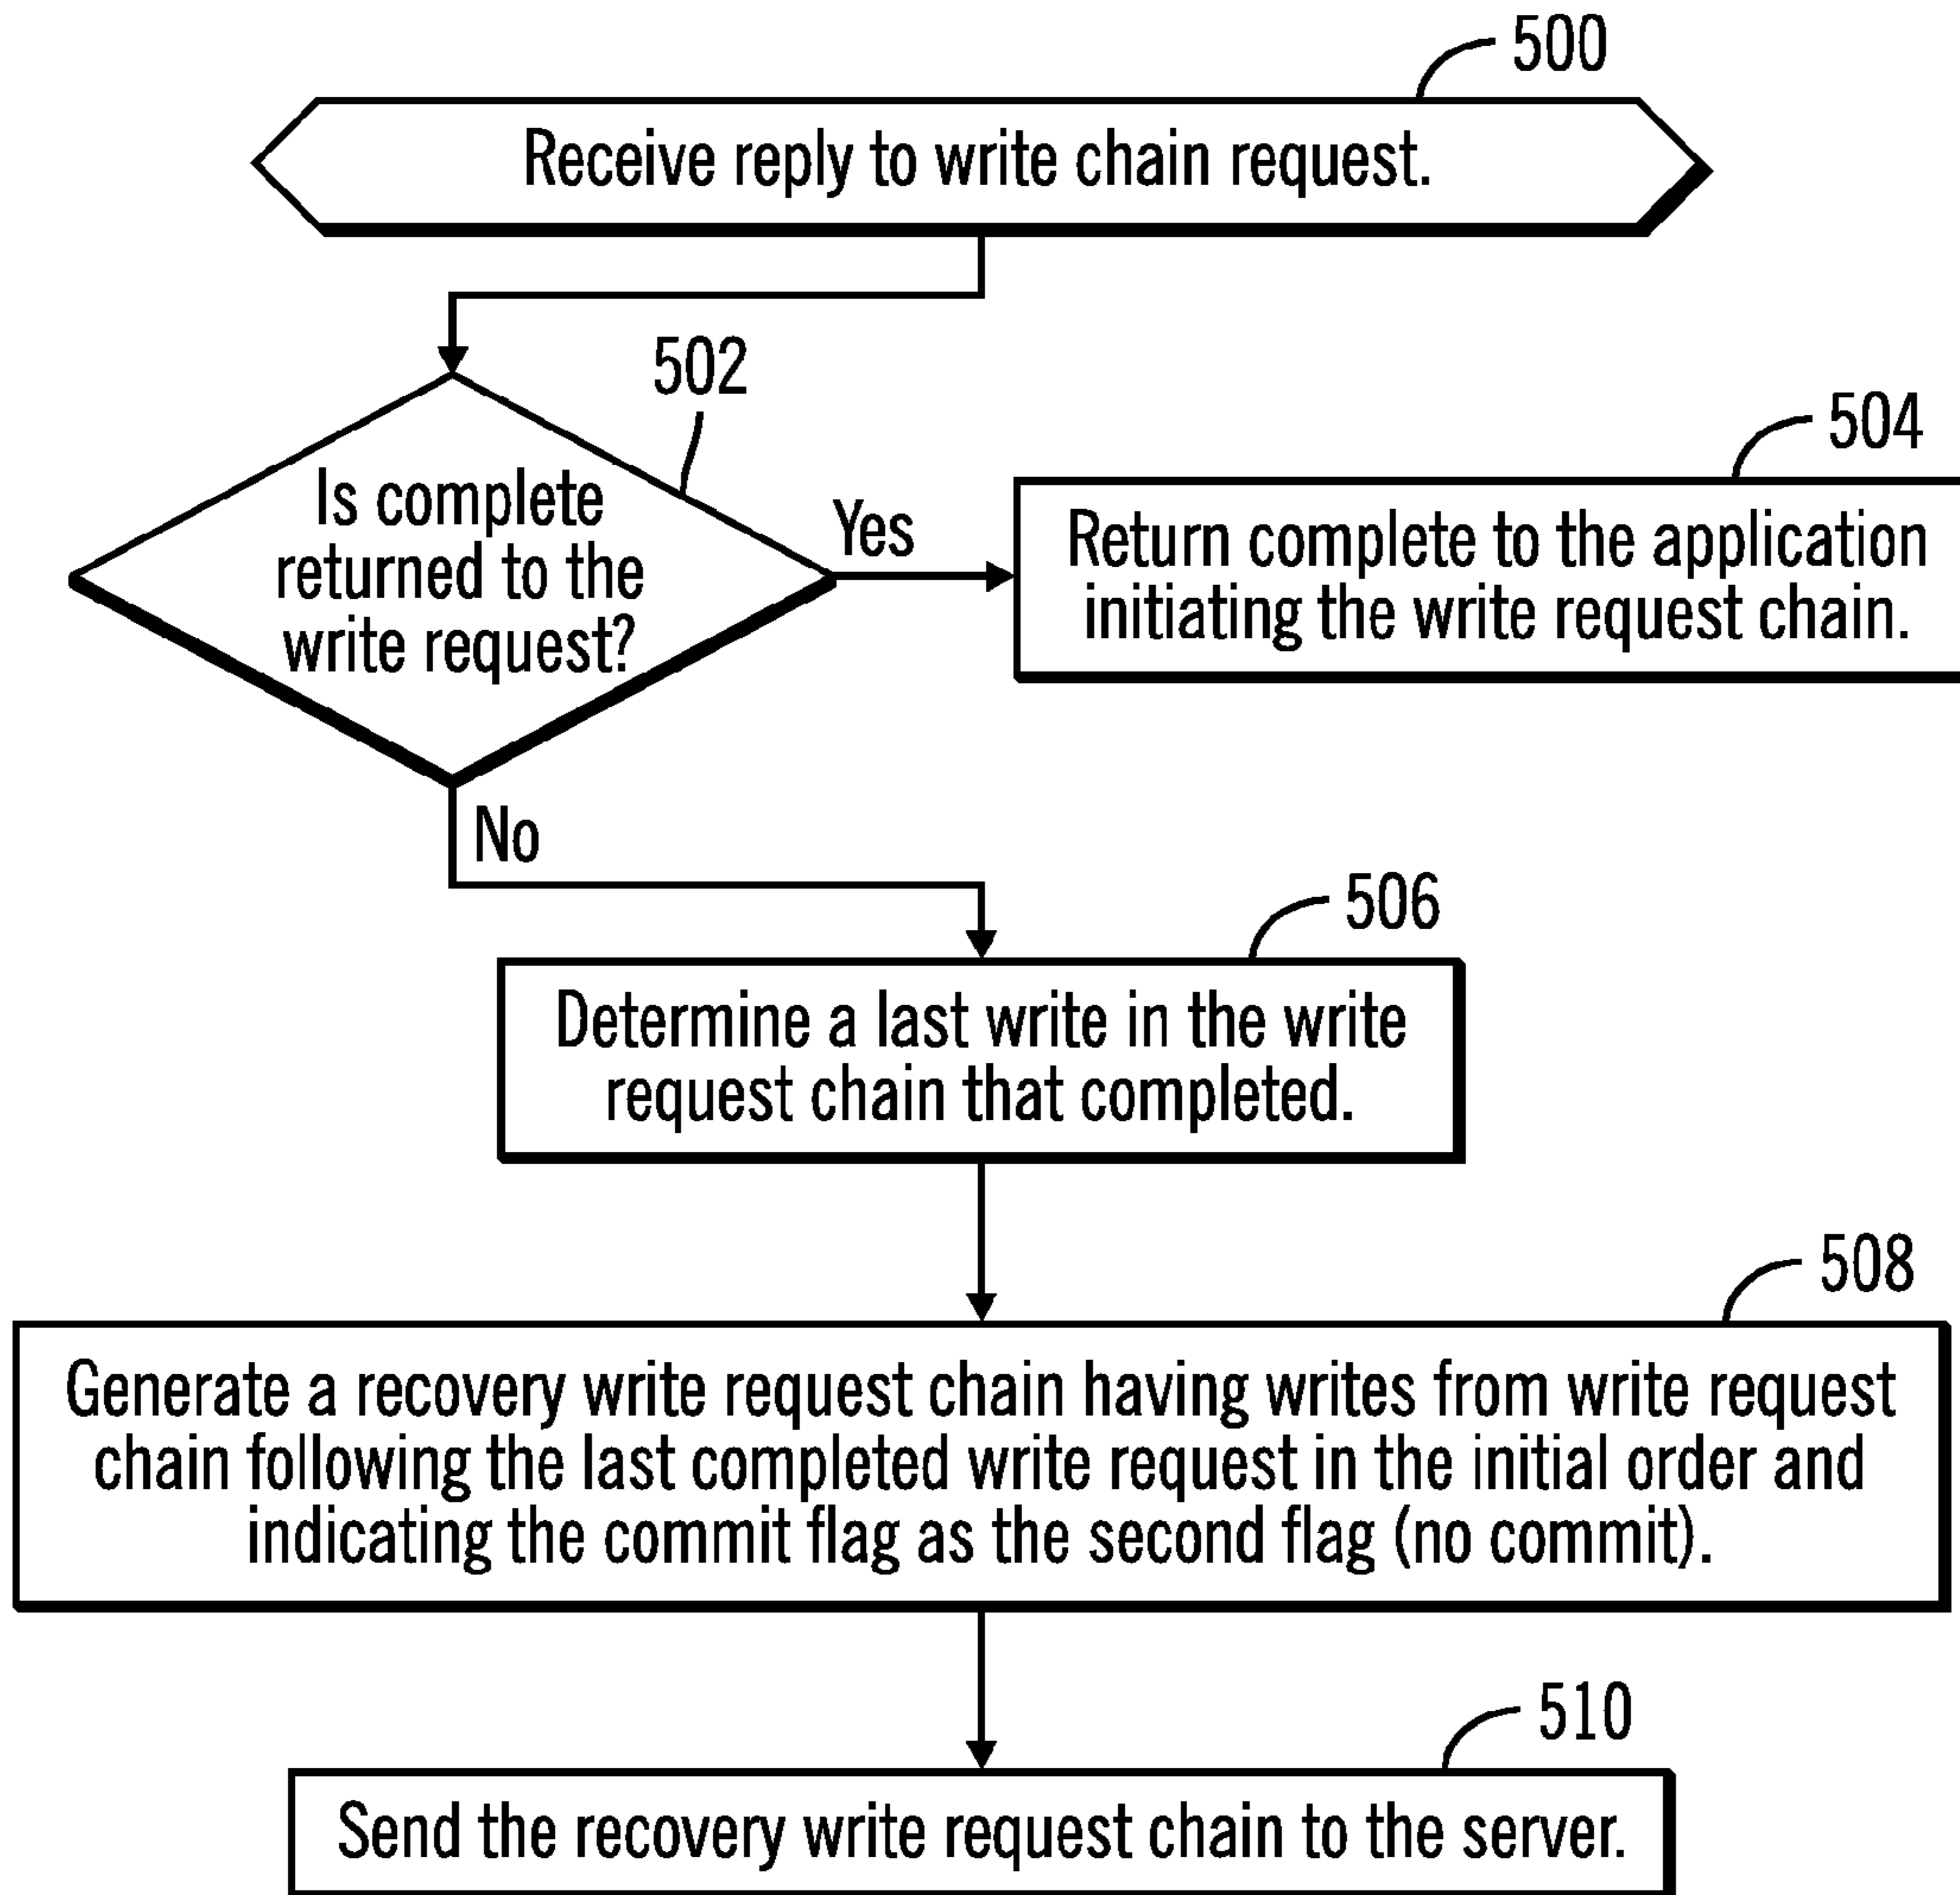 500
Receive reply to write chain request.
502
Is complete
returned to the
write request?
Yes
504
Return complete to the application
initiating the write request chain.
No
506
Determine a last write in the write
request chain that completed.
508
Generate a recovery write request chain having writes from write request
chain following the last completed write request in the initial order and
indicating the commit flag as the second flag (no commit).
510
Send the recovery write request chain to the server.